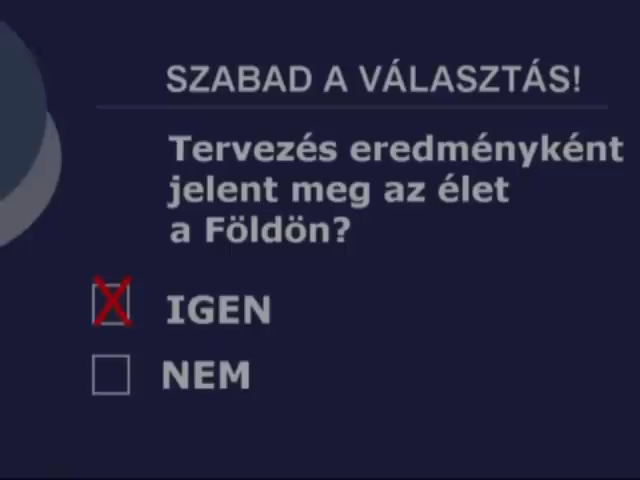 SZABAD A VÁLASZTÁS!
Tervezés eredményként
jelent meg az élet
a Földön?
X IGEN
NEM